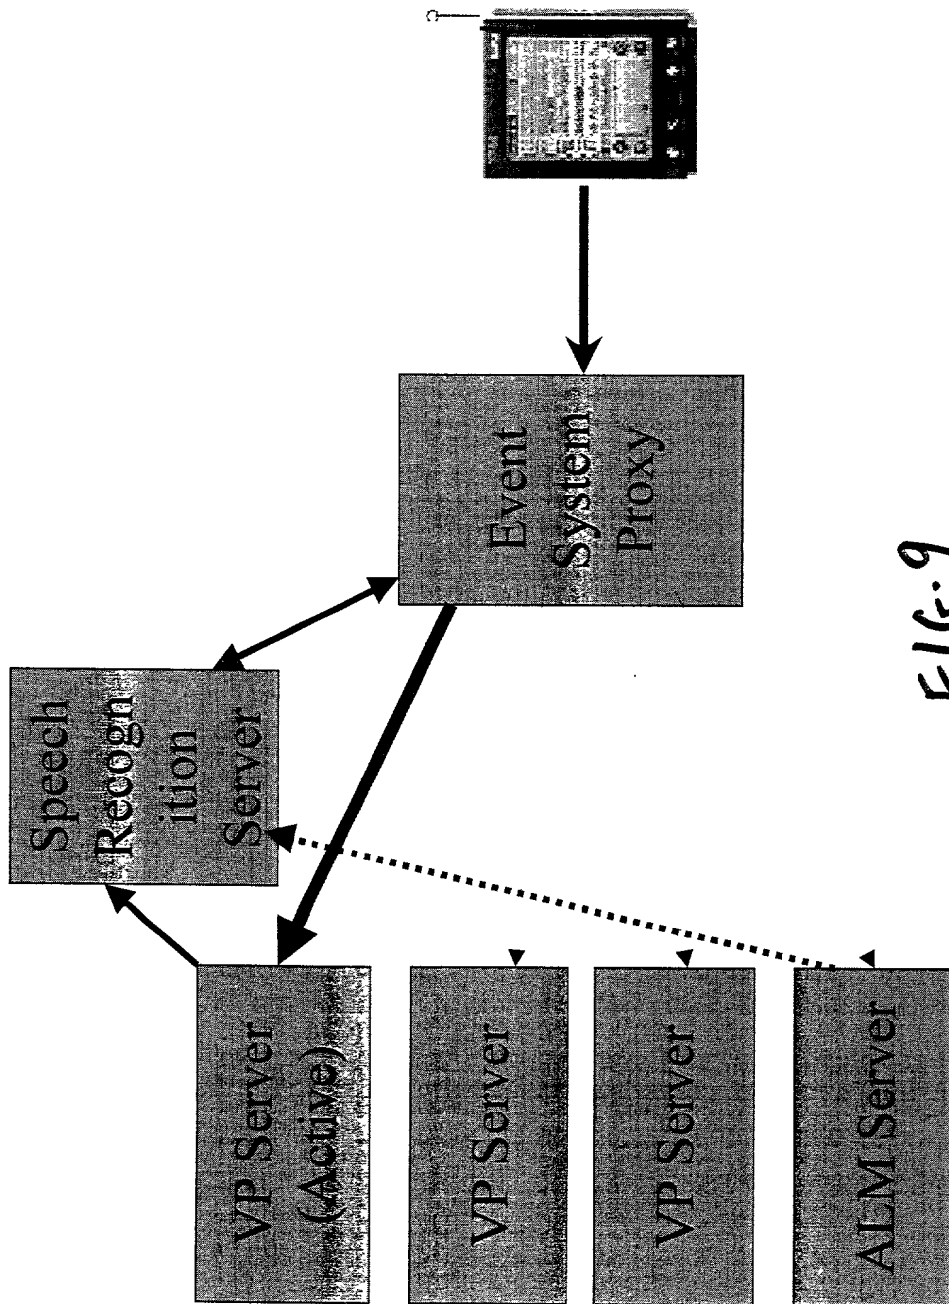 Speech
Recogn
ition
Server
VP Server
(Active)
VP Server
VP Server
ALM Server
Event
System
Proxy
FIG. 9